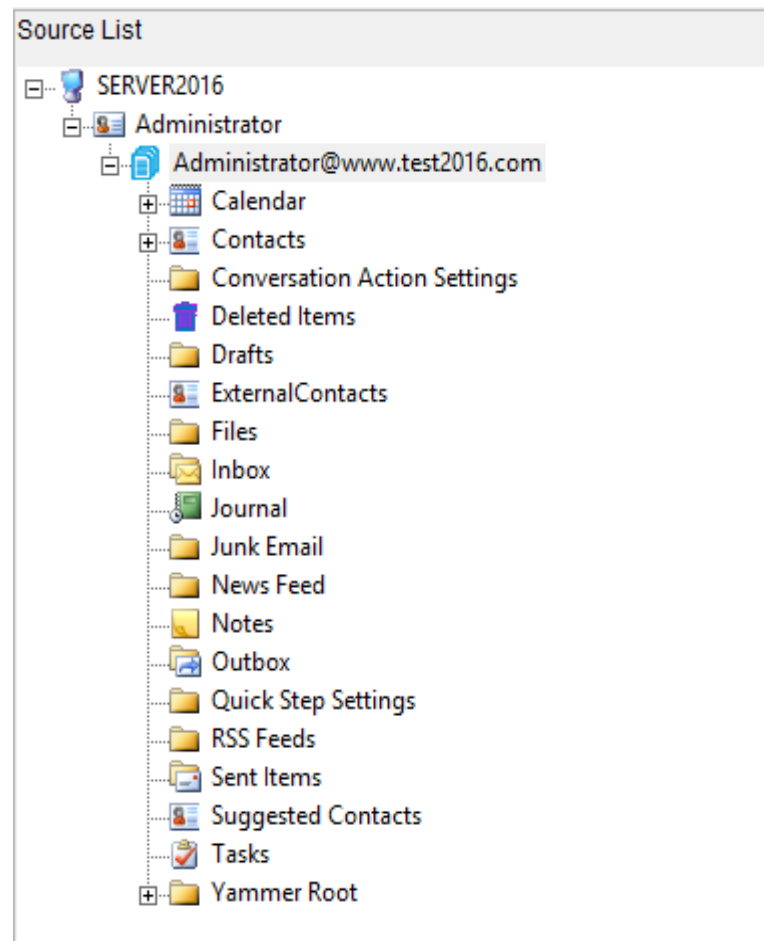 Source List
SERVER2016
Administrator
Administrator@www.test2016.com
Calendar
Contacts
Conversation Action Settings
Deleted Items
Drafts
ExternalContacts
Files
Inbox
Journal
Junk Email
News Feed
Notes
Outbox
Quick Step Settings
RSS Feeds
Sent Items
Suggested Contacts
Tasks
Yammer Root